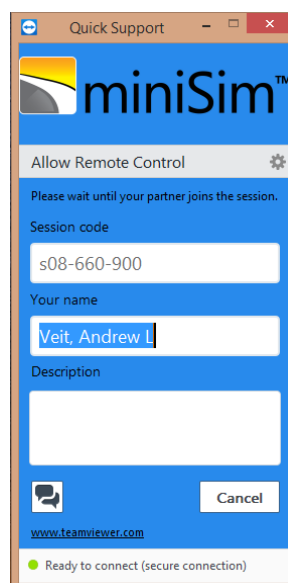 Quick Support
miniSim™
Allow Remote Control
Please wait until your partner joins the session.
Session code
s08-660-900
Your name
Veit, Andrew L
Description
Cancel
www.teamviewer.com
Ready to connect (secure connection)